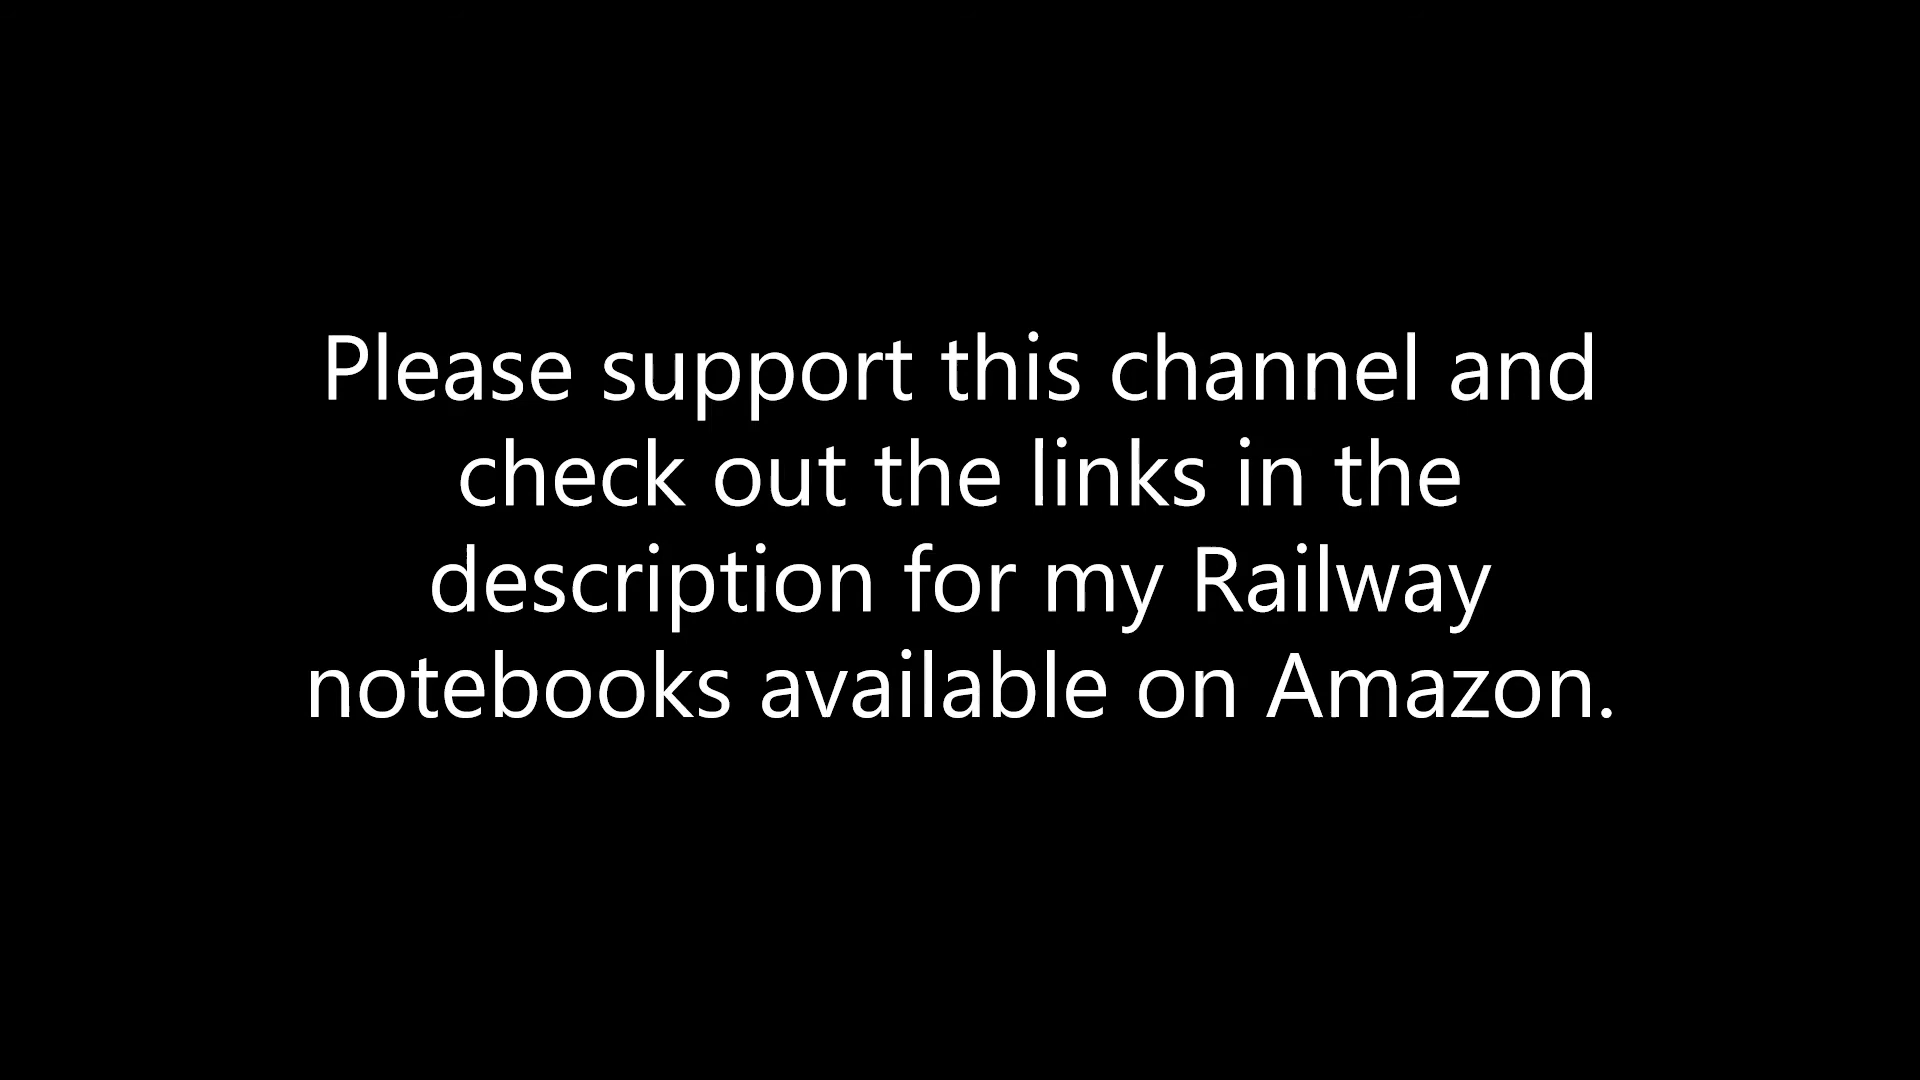 Please support this channel and
check out the links in the
description for my Railway
notebooks available on Amazon.